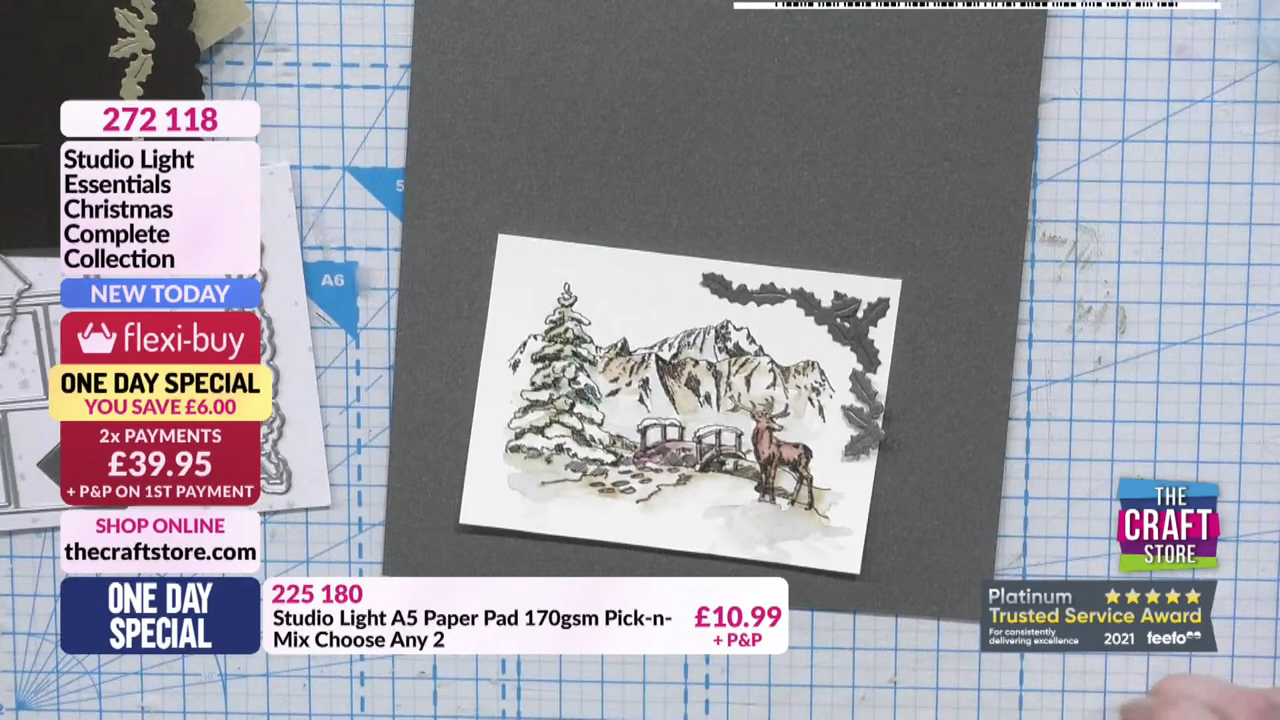 272 118
Studio Light
Essentials
Christmas
Complete
Collection
NEW TODAY
flexi-buy
ONE DAY SPECIAL
YOU SAVE £6.00
2x PAYMENTS
£39.95
+ P&P ON 1ST PAYMENT
SHOP ONLINE
thecraftstore.com
ONE DAY
SPECIAL
225 180
Studio Light A5 Paper Pad 170gsm Pick-n-
Mix Choose Any 2
£10.99
+ P&P
A6
5
THE
CRAFT
STORE
Platinum
Trusted Service Award
For consistently
delivering excellence
2021 feefo